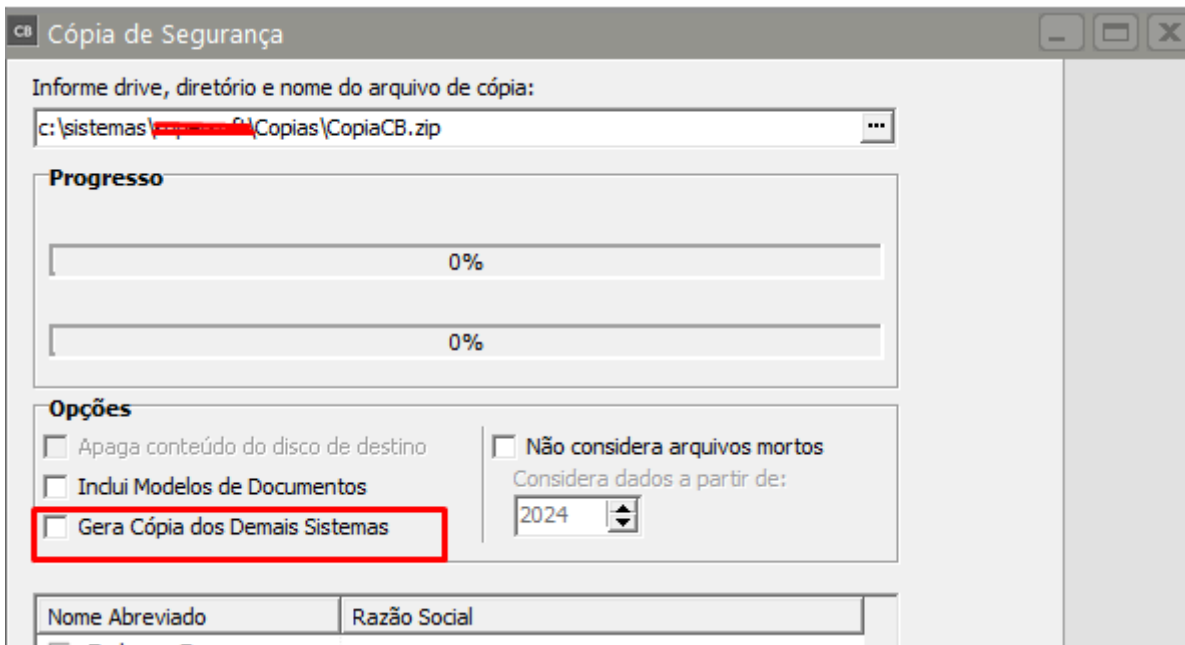 CB Cópia de Segurança
Informe drive, diretório e nome do arquivo de cópia:
c:\sistemas\ \Copias\CopiaCB.zip ...
Progresso
0%
0%
Opções
Apaga conteúdo do disco de destino
Inclui Modelos de Documentos
Gera Cópia dos Demais Sistemas
Não considera arquivos mortos
Considera dados a partir de:
2024
Nome Abreviado Razão Social